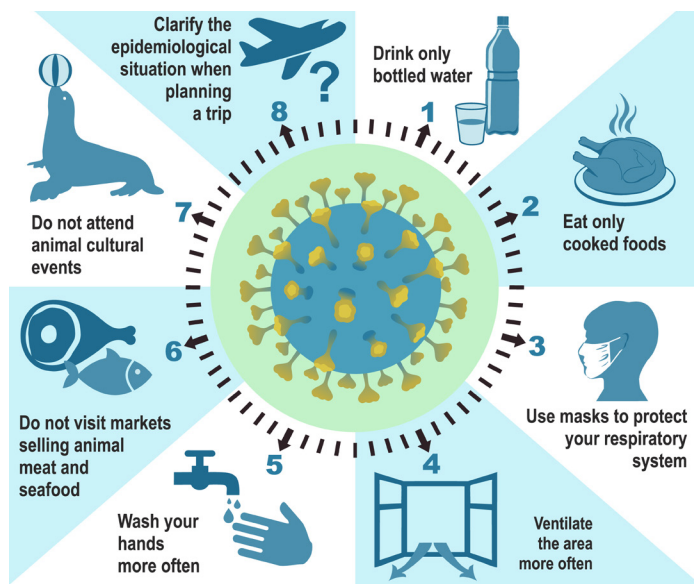 1
Drink only
bottled water
2
Eat only
cooked foods
3
Use masks to protect
your respiratory
system
4
Ventilate
the area
more often
5
Wash your
hands
more often
6
Do not visit markets
selling animal
meat and
seafood
7
Do not attend
animal cultural
events
8
Clarify the
epidemiological
situation when
planning
a trip
?